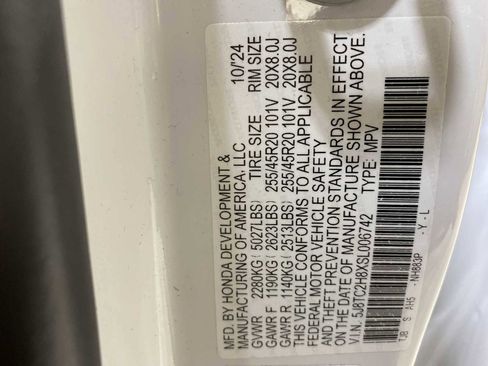 MFD. BY HONDA DEVELOPMENT &
MANUFACTURING OF AMERICA, LLC 10/'24
GVWR 2280KG (5027LBS) TIRE SIZE RIM SIZE
GAWR F 1190KG (2623LBS) 255/45R20 101V 20X8.0J
GAWR R 1140KG (2513LBS) 255/45R20 101V 20X8.0J
THIS VEHICLE CONFORMS TO ALL APPLICABLE
FEDERAL MOTOR VEHICLE SAFETY
AND THEFT PREVENTION STANDARDS IN EFFECT
ON THE DATE OF MANUFACTURE SHOWN ABOVE.
V.I.N. 5J8TC2H8XSL006742 TYPE: MPV
TJB S AH5 -NH883P -Y - L